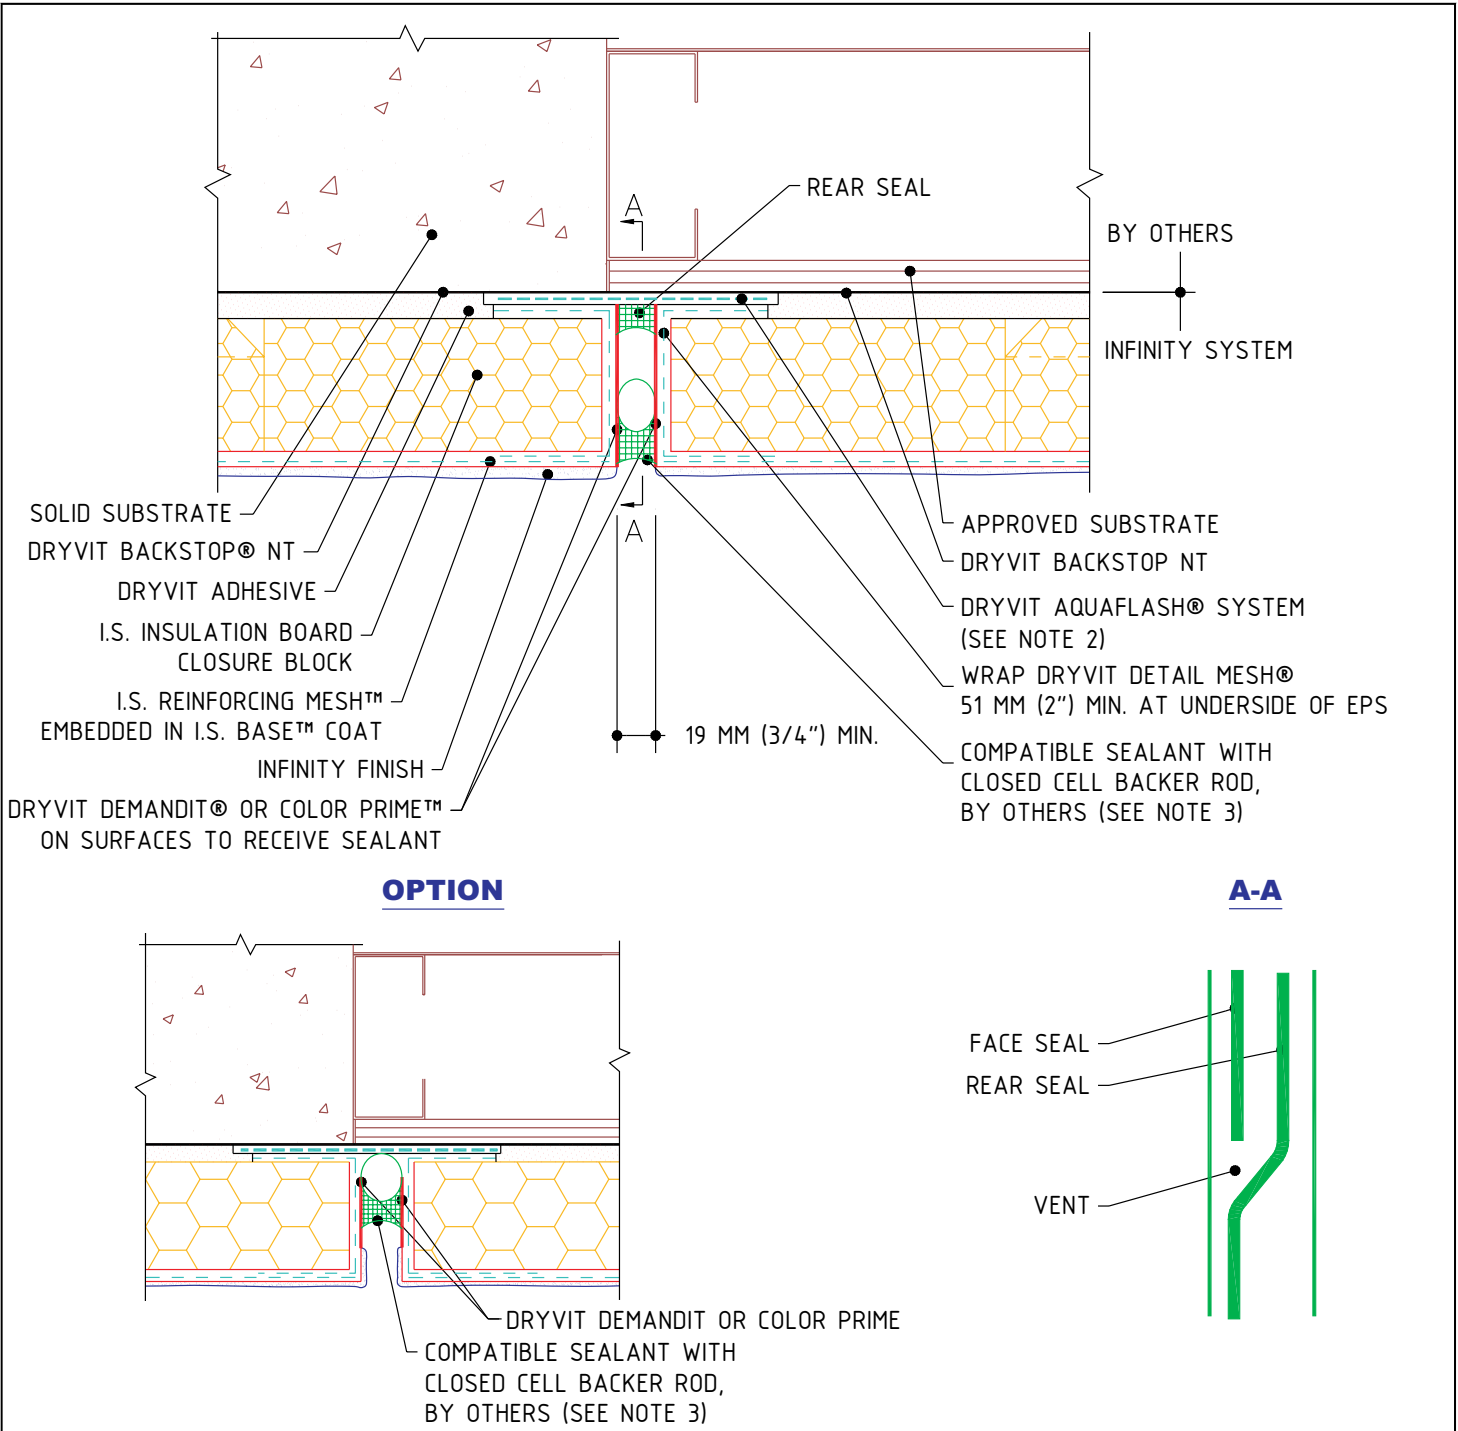 A
REAR SEAL
BY OTHERS
INFINITY SYSTEM
A
SOLID SUBSTRATE
DRYVIT BACKSTOP® NT
DRYVIT ADHESIVE
I.S. INSULATION BOARD
CLOSURE BLOCK
I.S. REINFORCING MESH™
EMBEDDED IN I.S. BASE™ COAT
INFINITY FINISH
DRYVIT DEMANDIT® OR COLOR PRIME™
ON SURFACES TO RECEIVE SEALANT
19 MM (3/4") MIN.
APPROVED SUBSTRATE
DRYVIT BACKSTOP NT
DRYVIT AQUAFLASH® SYSTEM
(SEE NOTE 2)
WRAP DRYVIT DETAIL MESH®
51 MM (2") MIN. AT UNDERSIDE OF EPS
COMPATIBLE SEALANT WITH
CLOSED CELL BACKER ROD,
BY OTHERS (SEE NOTE 3)
OPTION
DRYVIT DEMANDIT OR COLOR PRIME
COMPATIBLE SEALANT WITH
CLOSED CELL BACKER ROD,
BY OTHERS (SEE NOTE 3)
A-A
FACE SEAL
REAR SEAL
VENT